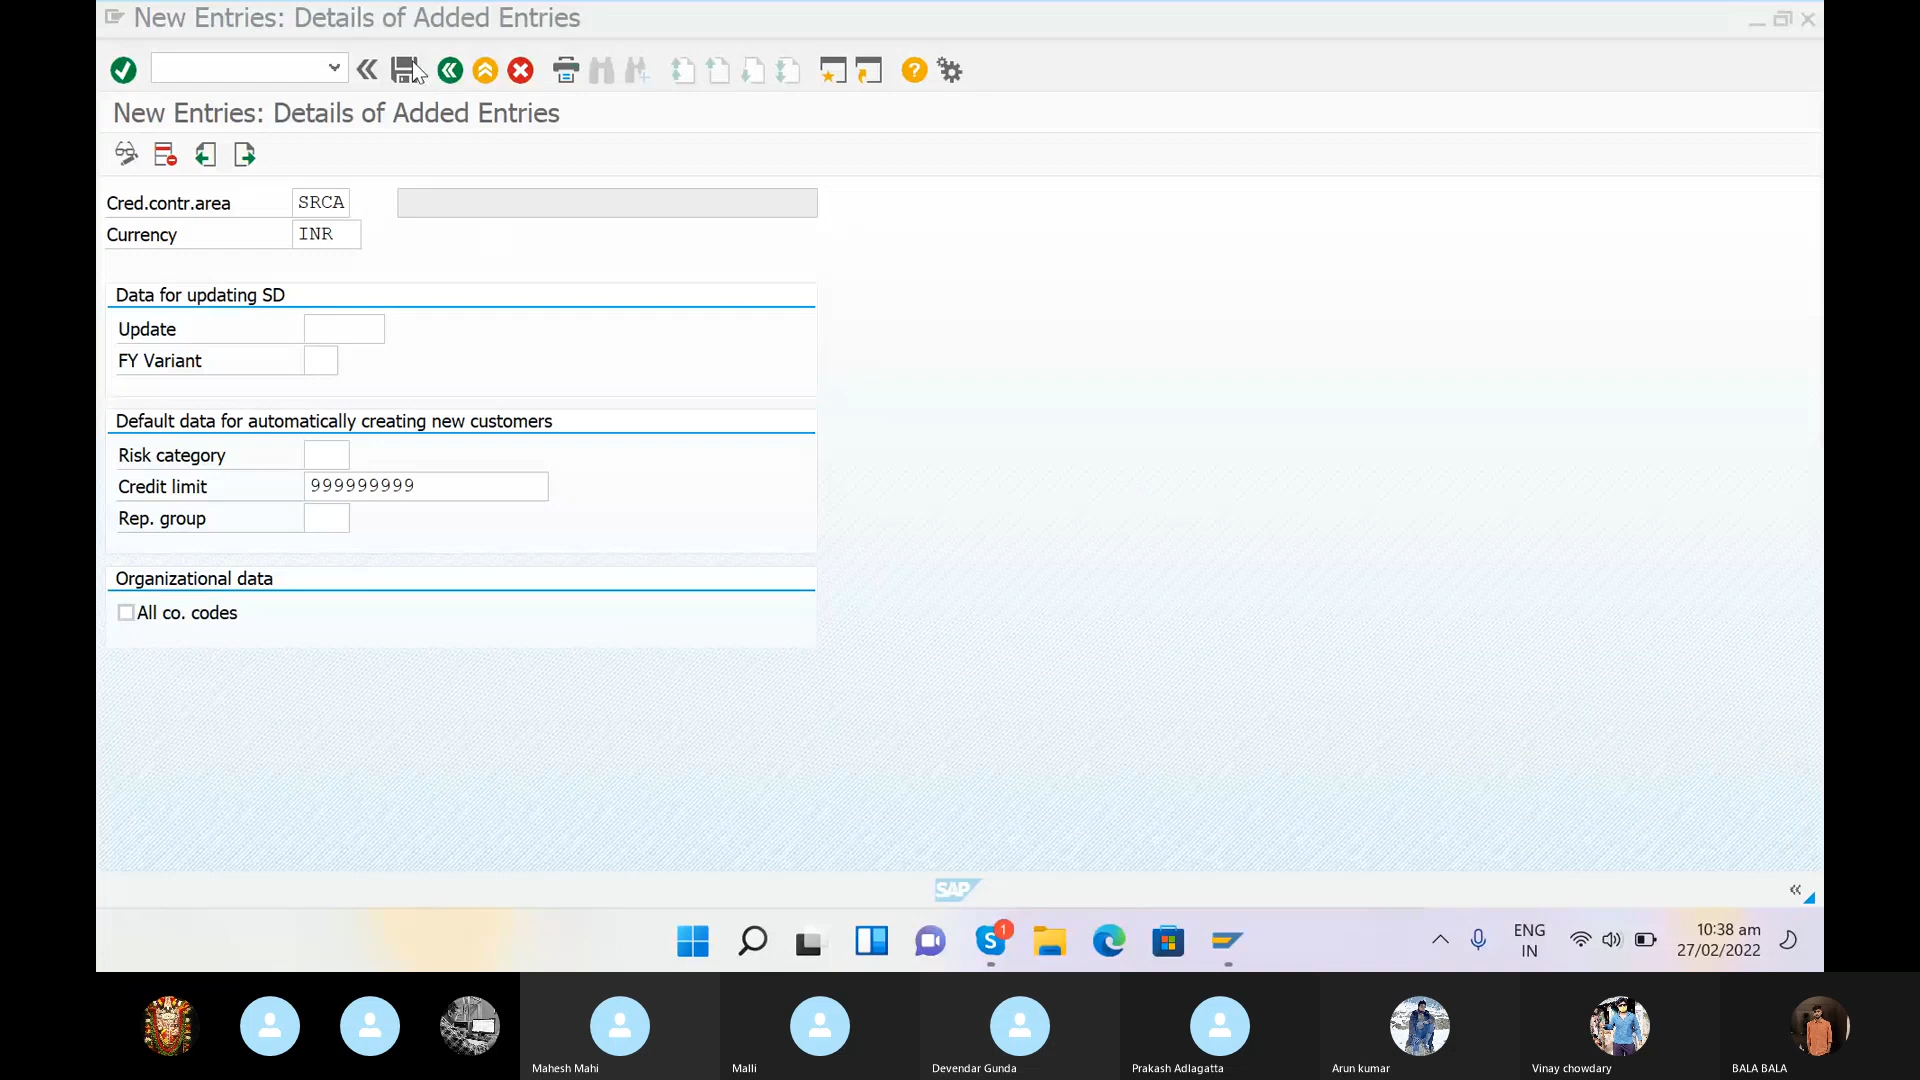 New Entries: Details of Added Entries
New Entries: Details of Added Entries
Cred.contr.area SRCA
Currency INR
Data for updating SD
Update
FY Variant
Default data for automatically creating new customers
Risk category
Credit limit 999999999
Rep. group
Organizational data
All co. codes
SAP
S 1
ENG
IN
10:38 am
27/02/2022
Mahesh Mahi
Malli
Devendar Gunda
Prakash Adlagatta
Arun kumar
Vinay chowdary
BALA BALA